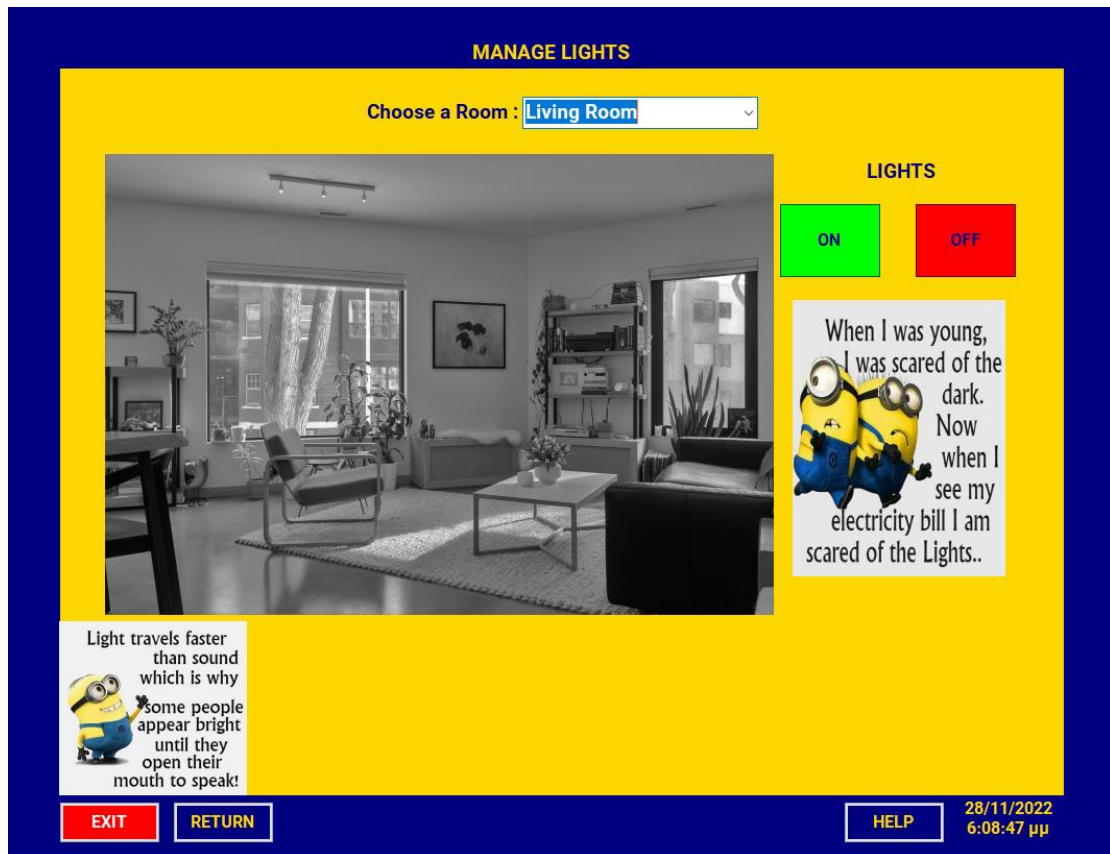 MANAGE LIGHTS
Choose a Room : Living Room
LIGHTS
ON
OFF
When I was young,
I was scared of the
dark.
Now
when I
see my
electricity bill I am
scared of the Lights..
Light travels faster
than sound
which is why
some people
appear bright
until they
open their
mouth to speak!
EXIT
RETURN
HELP
28/11/2022
6:08:47 μμ